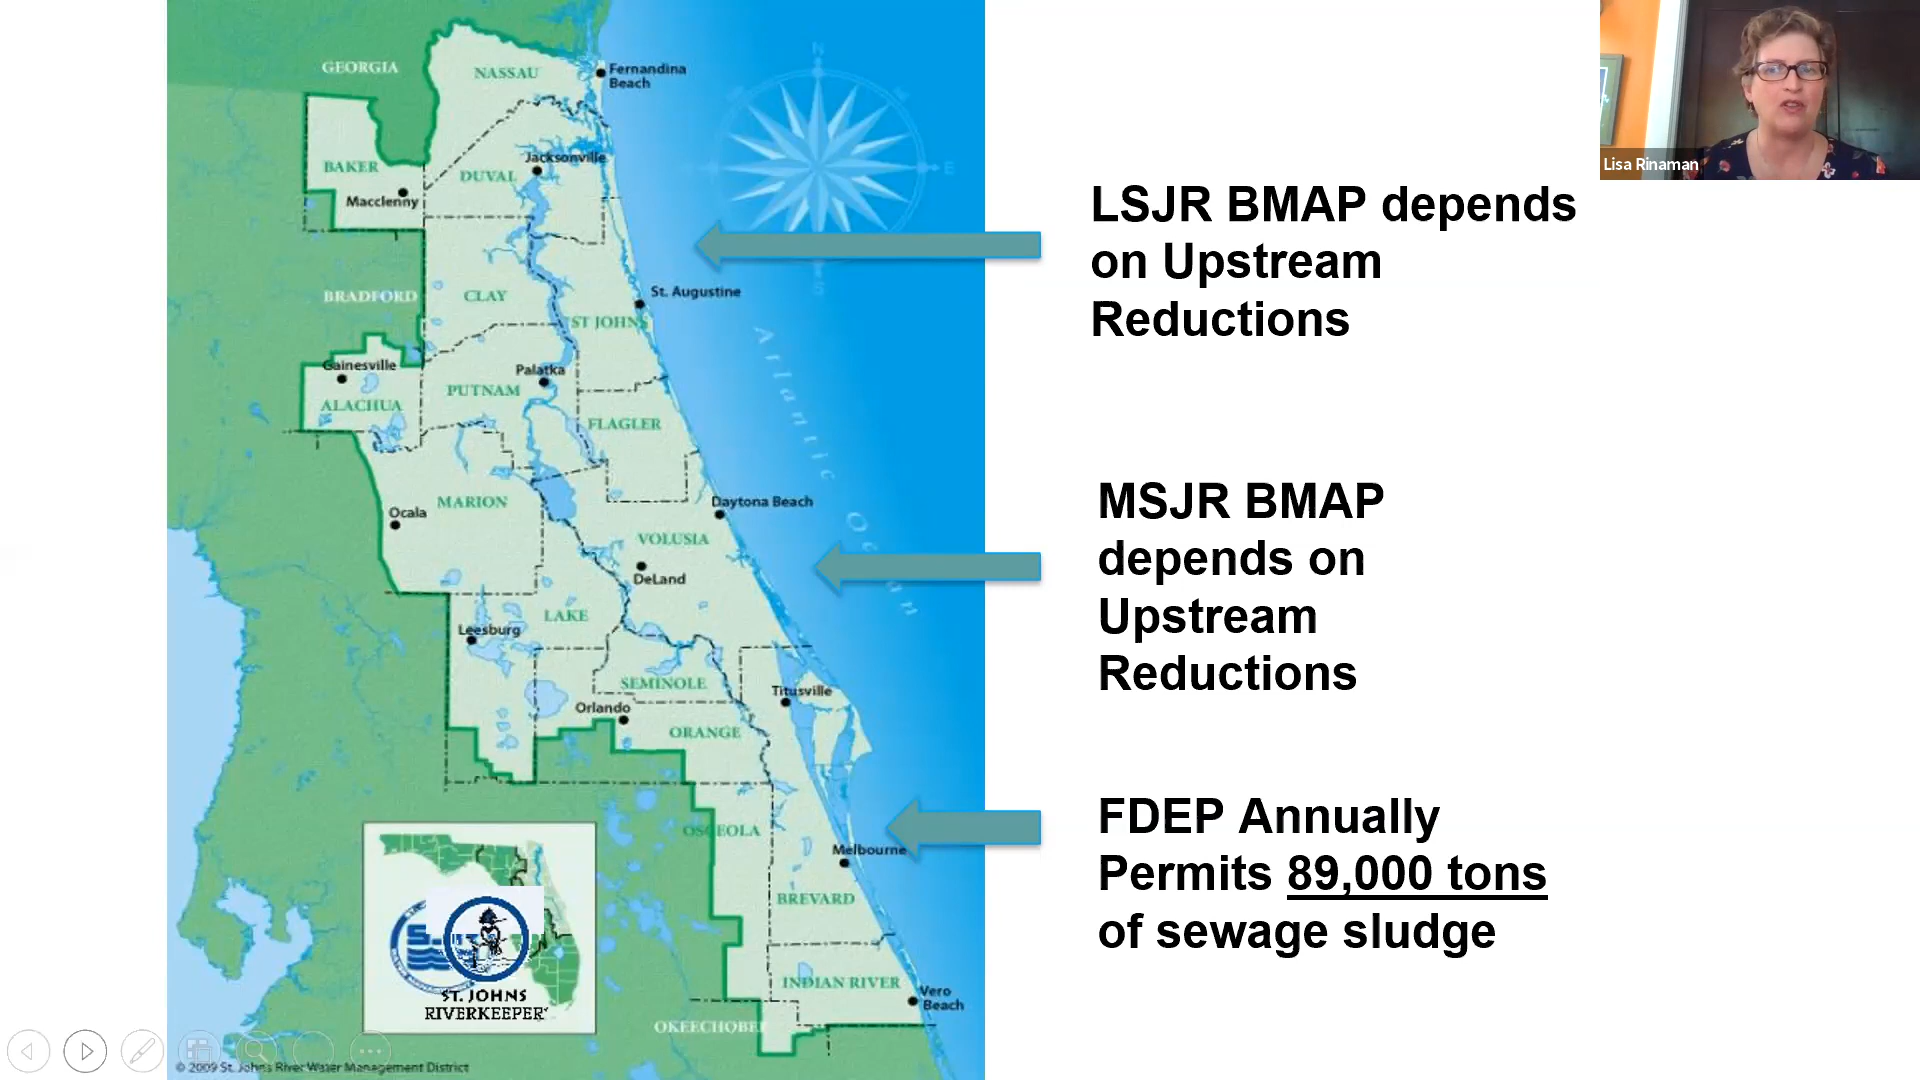 GEORGIA
NASSAU
Fernandina
Beach
N
E
S
BAKER
Macclenny
DUVAL
Jacksonville
Lisa Rinaman
LSJR BMAP depends
on Upstream
Reductions
BRADFORD
CLAY
St. Augustine
ST JOHNS
Gainesville
ALACHUA
Palatka
PUTNAM
FLAGLER
Atlantic Ocean
MARION
Ocala
Daytona Beach
VOLUSIA
DeLand
MSJR BMAP
depends on
Upstream
Reductions
LAKE
Leesburg
SEMINOLE
Orlando
Titusville
ORANGE
OSCEOLA
Melbourne
BREVARD
FDEP Annually
Permits 89,000 tons
of sewage sludge
INDIAN RIVER
Vero
Beach
ST. JOHNS
RIVERKEEPER
OKEECHOBEE
© 2009 St. Johns River Water Management District